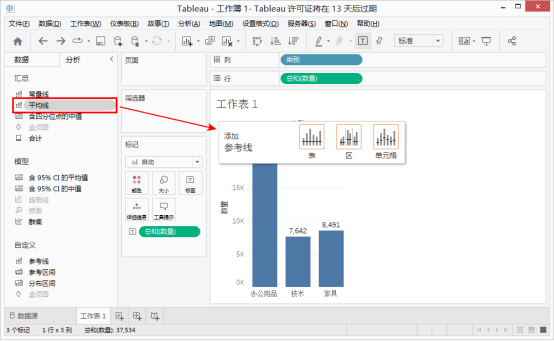 Tableau - 工作簿 1- Tableau 许可证将在 13 天后过期
文件(F) 数据(D) 工作表(W) 仪表板(B) 故事(T) 分析(A) 地图(M) 设置格式(O) 服务器(S) 窗口(N) 帮助(H)
标准
数据 分析
页面
列 类别
行 总和(数量)
汇总
常量线
平均线
含四分位点的中值
盒须图
合计
模型
含 95% CI 的平均值
含 95% CI 的中值
趋势线
预测
群集
自定义
参考线
参考区间
分布区间
盒须图
筛选器
标记
自动
颜色 大小 标签
详细信息 工具提示
总和(数量)
工作表 1
添加
参考线
表 区 单元格
数量
15K
10K
5K
0K
7,642
8,491
办公用品 技术 家具
数据源 工作表 1
3 个标记 1 行 x 3 列 总和(数量): 37,534